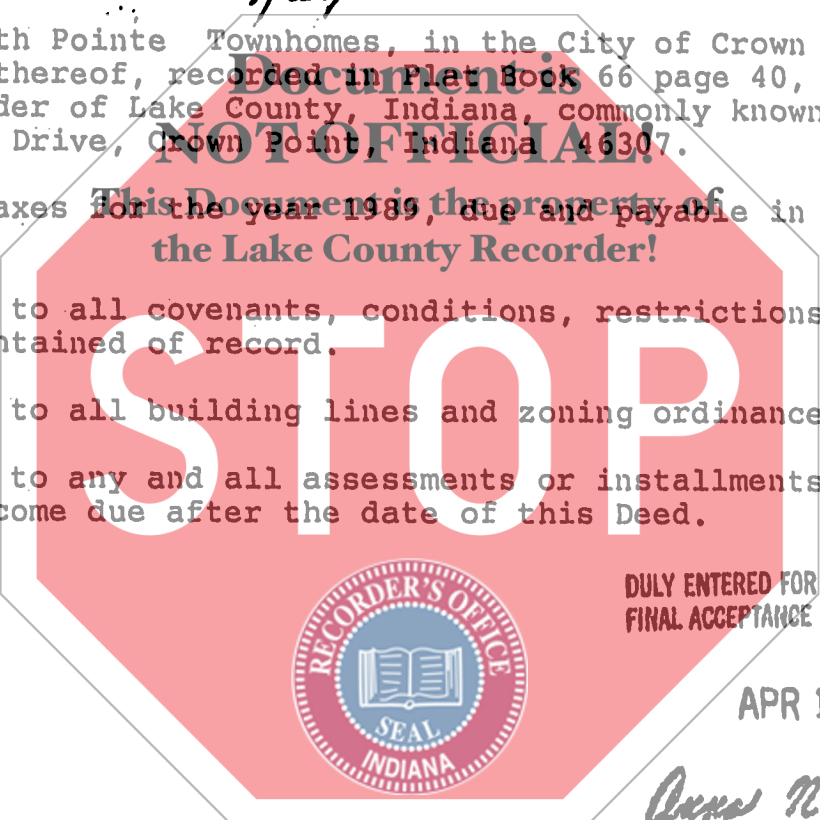 th Pointe Townhomes, in the City of Crown
Document is
thereof, recorded in Plat Book 66 page 40,
der of Lake County, Indiana, commonly known
NOT OFFICIAL!
Drive, Crown Point, Indiana 46307.
This Document is the property of
axes for the year 1989, due and payable in
the Lake County Recorder!
to all covenants, conditions, restrictions
ntained of record.
STOP
to all building lines and zoning ordinance
to any and all assessments or installments
come due after the date of this Deed.
DULY ENTERED FOR
FINAL ACCEPTANCE
RECORDER'S OFFICE
SEAL
INDIANA
APR 1
Anna N